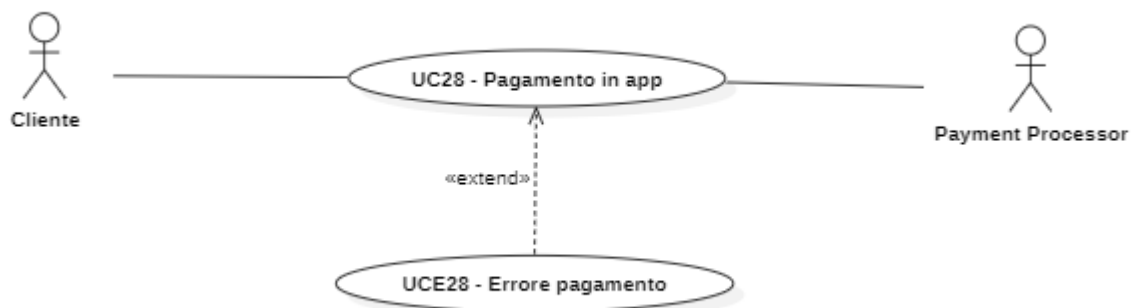 UC28 - Pagamento in app
Cliente
Payment Processor
«extend»
UCE28 - Errore pagamento